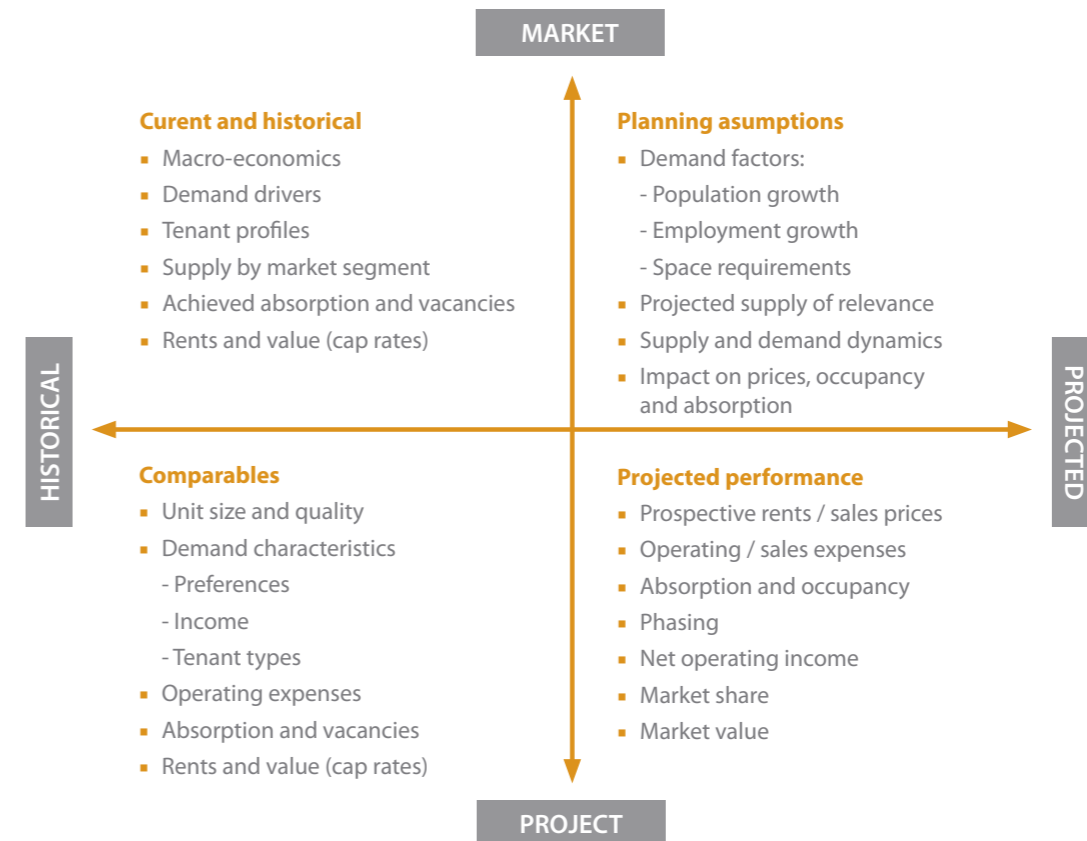 MARKET
Curent and historical
▪ Macro-economics
▪ Demand drivers
▪ Tenant profiles
▪ Supply by market segment
▪ Achieved absorption and vacancies
▪ Rents and value (cap rates)
Planning asumptions
▪ Demand factors:
- Population growth
- Employment growth
- Space requirements
▪ Projected supply of relevance
▪ Supply and demand dynamics
▪ Impact on prices, occupancy
and absorption
HISTORICAL
PROJECTED
Comparables
▪ Unit size and quality
▪ Demand characteristics
- Preferences
- Income
- Tenant types
▪ Operating expenses
▪ Absorption and vacancies
▪ Rents and value (cap rates)
Projected performance
▪ Prospective rents / sales prices
▪ Operating / sales expenses
▪ Absorption and occupancy
▪ Phasing
▪ Net operating income
▪ Market share
▪ Market value
PROJECT